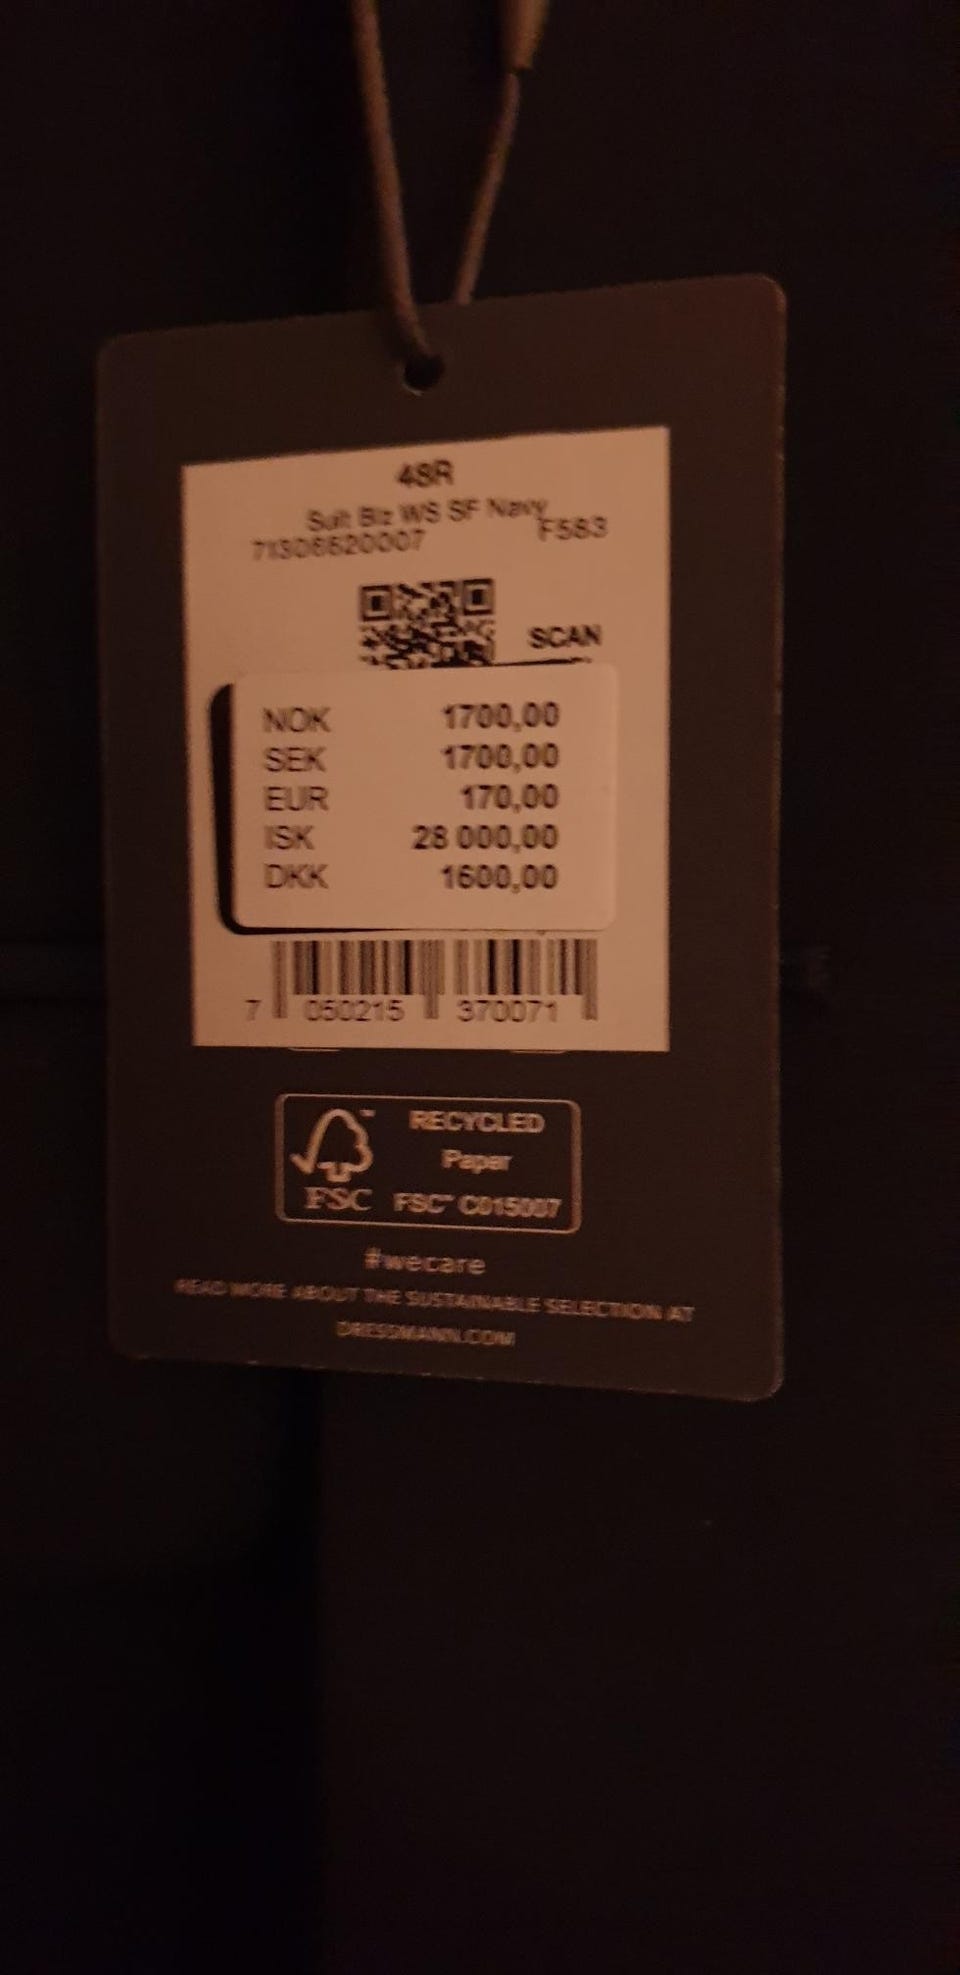 48R
Suit Biz WS SF Navy
71306620007 F583
SCAN
NOK 1700,00
SEK 1700,00
EUR 170,00
ISK 28 000,00
DKK 1600,00
7 050215 370071
RECYCLED
Paper
FSC FSC™ C015007
#wecare
READ MORE ABOUT THE SUSTAINABLE SELECTION AT
DRESSMANN.COM